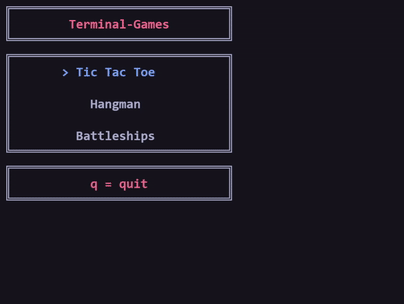 Terminal-Games
> Tic Tac Toe
Hangman
Battleships
q = quit